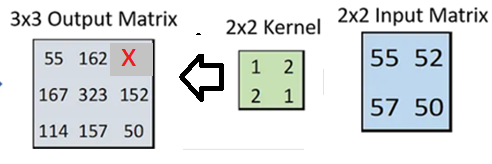 3x3 Output Matrix
2x2 Kernel
2x2 Input Matrix
55 162 X
167 323 152
114 157 50
1 2
2 1
55 52
57 50